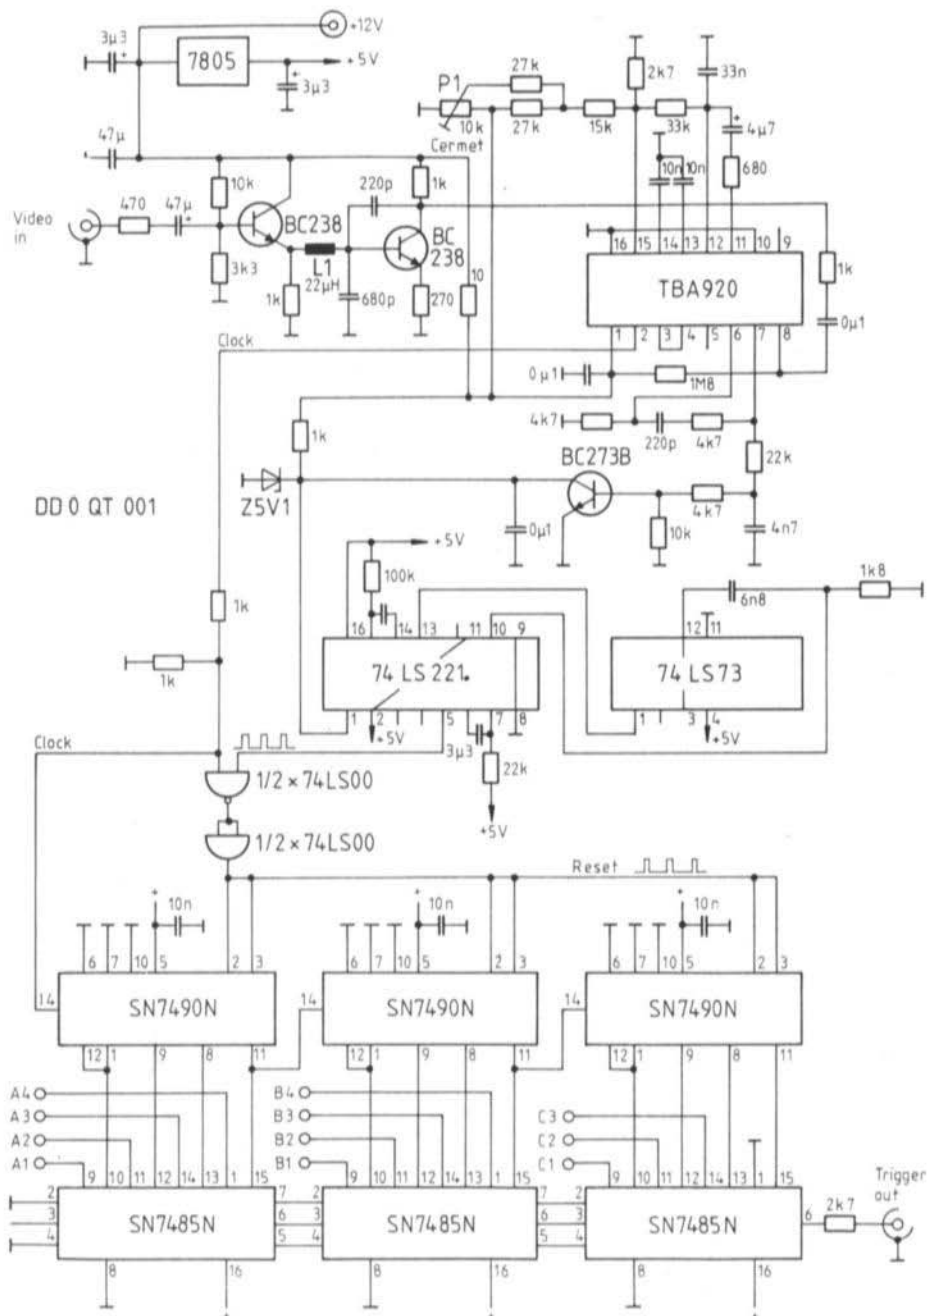 +12V
3µ3
7805
+5V
3µ3
47µ
P1
10k
Cermet
27k
27k
15k
2k7
33k
33n
4µ7
680
10n
10n
Video
in
470
47µ
10k
3k3
BC238
1k
L1
22µH
220p
680p
1k
BC
238
270
10
16 15 14 13 12 11 10 9
TBA920
1 2 3 4 5 6 7 8
1k
0µ1
Clock
0µ1
1M8
4k7
220p
4k7
22k
1k
BC273B
Z5V1
4k7
10k
4n7
0µ1
DD0QT 001
+5V
100k
1k
1k
16 14 13 11 10 9
74 LS 221
1 2 5 7 8
+5V
3µ3
22k
+5V
6n8
1k8
12 11
74 LS73
1 3 4
+5V
Clock
1/2 x 74LS00
1/2 x 74LS00
Reset
10n
10n
10n
6 7 10 5 2 3
6 7 10 5 2 3
6 7 10 5 2 3
14
SN7490N
14
SN7490N
14
SN7490N
12 1 9 8 11
12 1 9 8 11
12 1 9 8 11
A4
A3
A2
A1
B4
B3
B2
B1
C3
C2
C1
9 10 11 12 14 13 1 15
9 10 11 12 14 13 1 15
9 10 11 12 14 13 1 15
2
3
4
SN7485N
7 2
6 3
5 4
SN7485N
7 2
6 3
5 4
SN7485N
6
2k7
Trigger
out
8 16
8 16
8 16